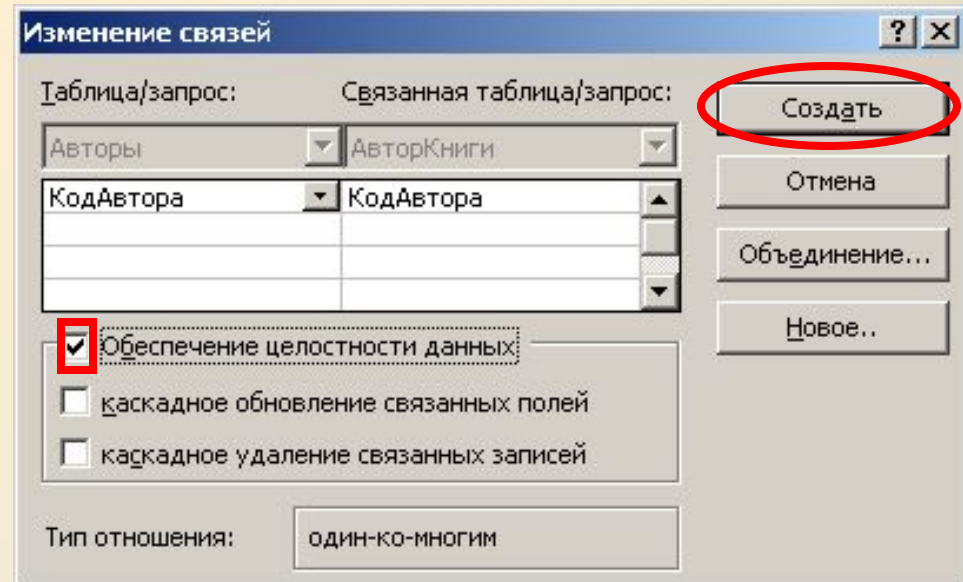 Изменение связей
Таблица/запрос: Связанная таблица/запрос:
Авторы АвторКниги
КодАвтора КодАвтора
Создать
Отмена
Объединение...
Новое..
Обеспечение целостности данных
каскадное обновление связанных полей
каскадное удаление связанных записей
Тип отношения: один-ко-многим